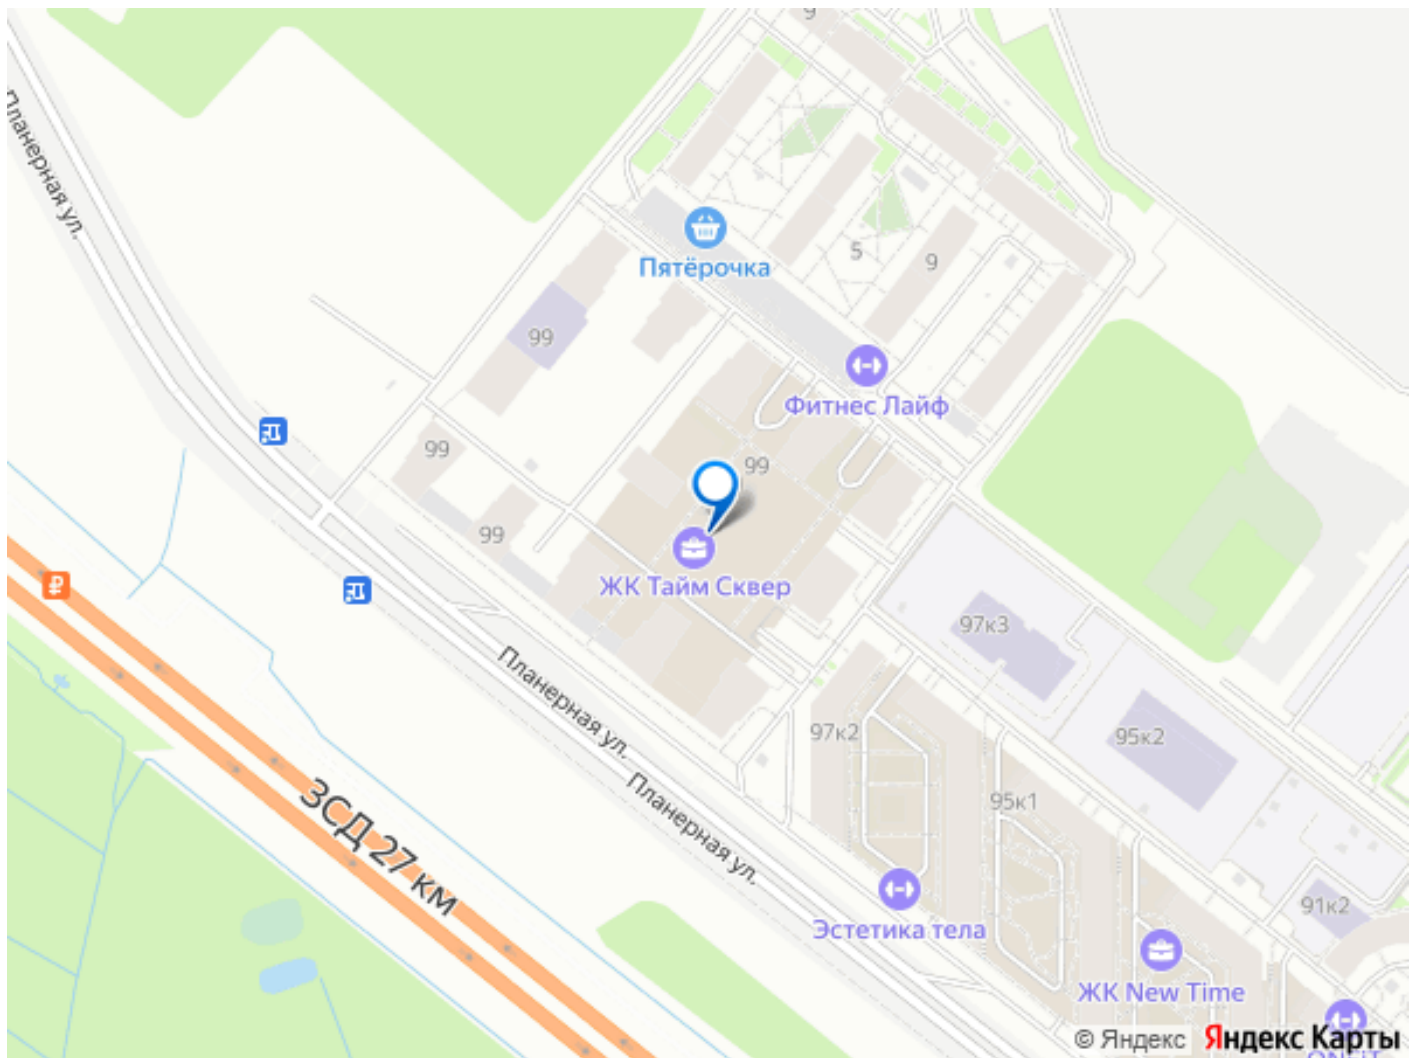 9
Планерная ул.
Пятёрочка
5
9
99
Фитнес Лайф
99
99
99
ЖК Тайм Сквер
97к3
Планерная ул.
97к2
95к2
Планерная ул.
95к1
ЗСД 27 км
91к2
Эстетика тела
ЖК New Time
© Яндекс Яндекс Карты